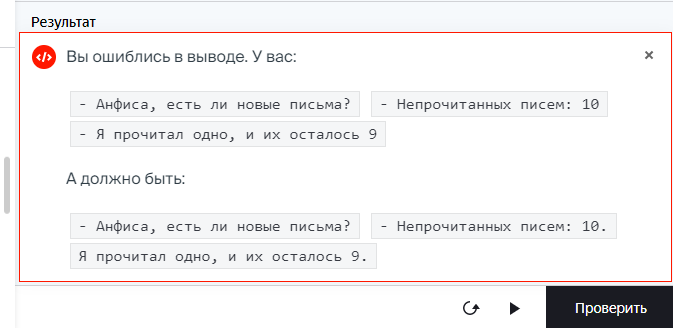 Результат
</> Вы ошиблись в выводе. У вас: ×
- Анфиса, есть ли новые письма? - Непрочитанных писем: 10
- Я прочитал одно, и их осталось 9
А должно быть:
- Анфиса, есть ли новые письма? - Непрочитанных писем: 10.
Я прочитал одно, и их осталось 9.
Проверить